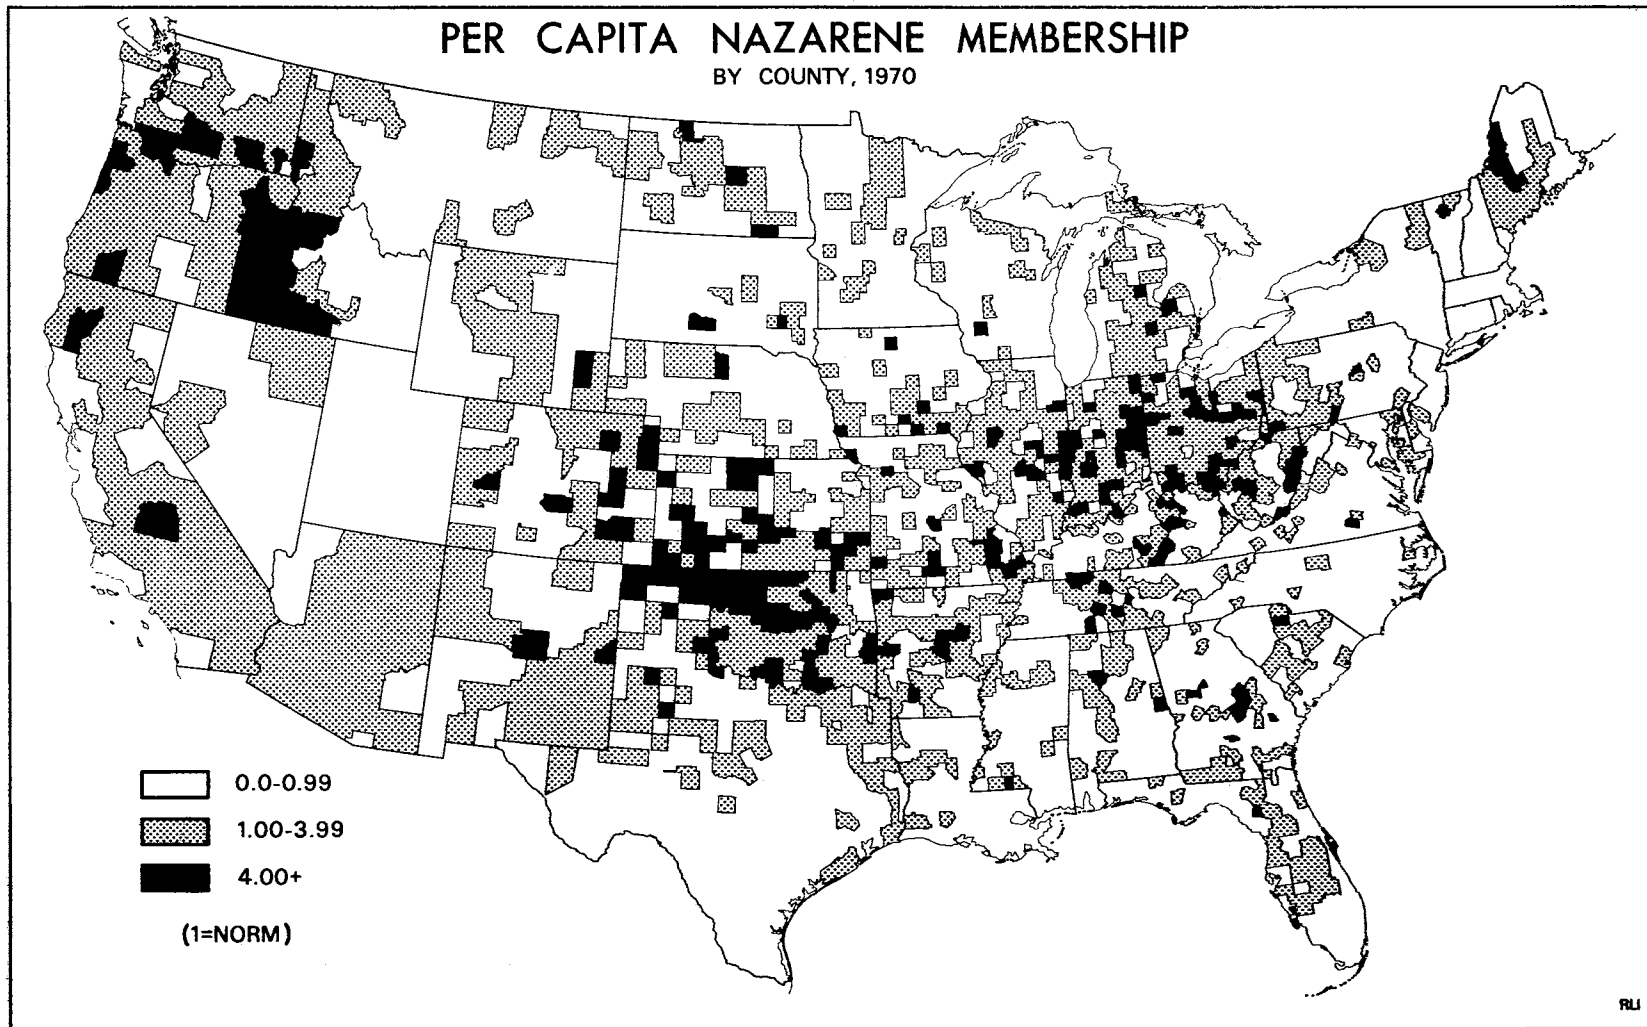 PER CAPITA NAZARENE MEMBERSHIP
BY COUNTY, 1970
0.0-0.99
1.00-3.99
4.00+
(1=NORM)